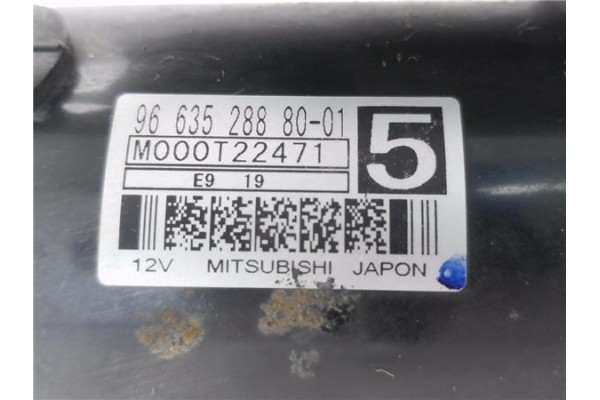 96 635 288 80-01
M000T22471
5
E9 19
12V MITSUBISHI JAPON